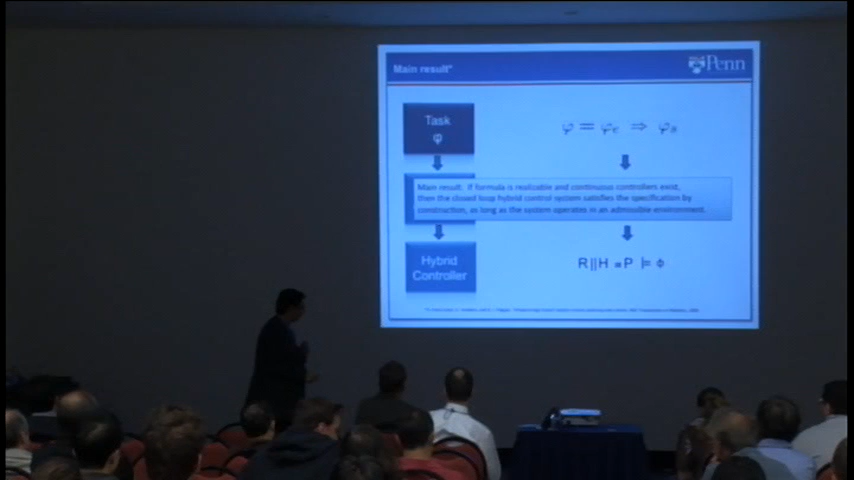 Main result*
Penn
Task
φ
φ = φe ⇒ φs
Main result: If formula is realizable and continuous controllers exist,
then the closed loop hybrid control system satisfies the specification by
construction, as long as the system operates in an admissible environment.
Hybrid
Controller
R||H
P ⊨ ϕ